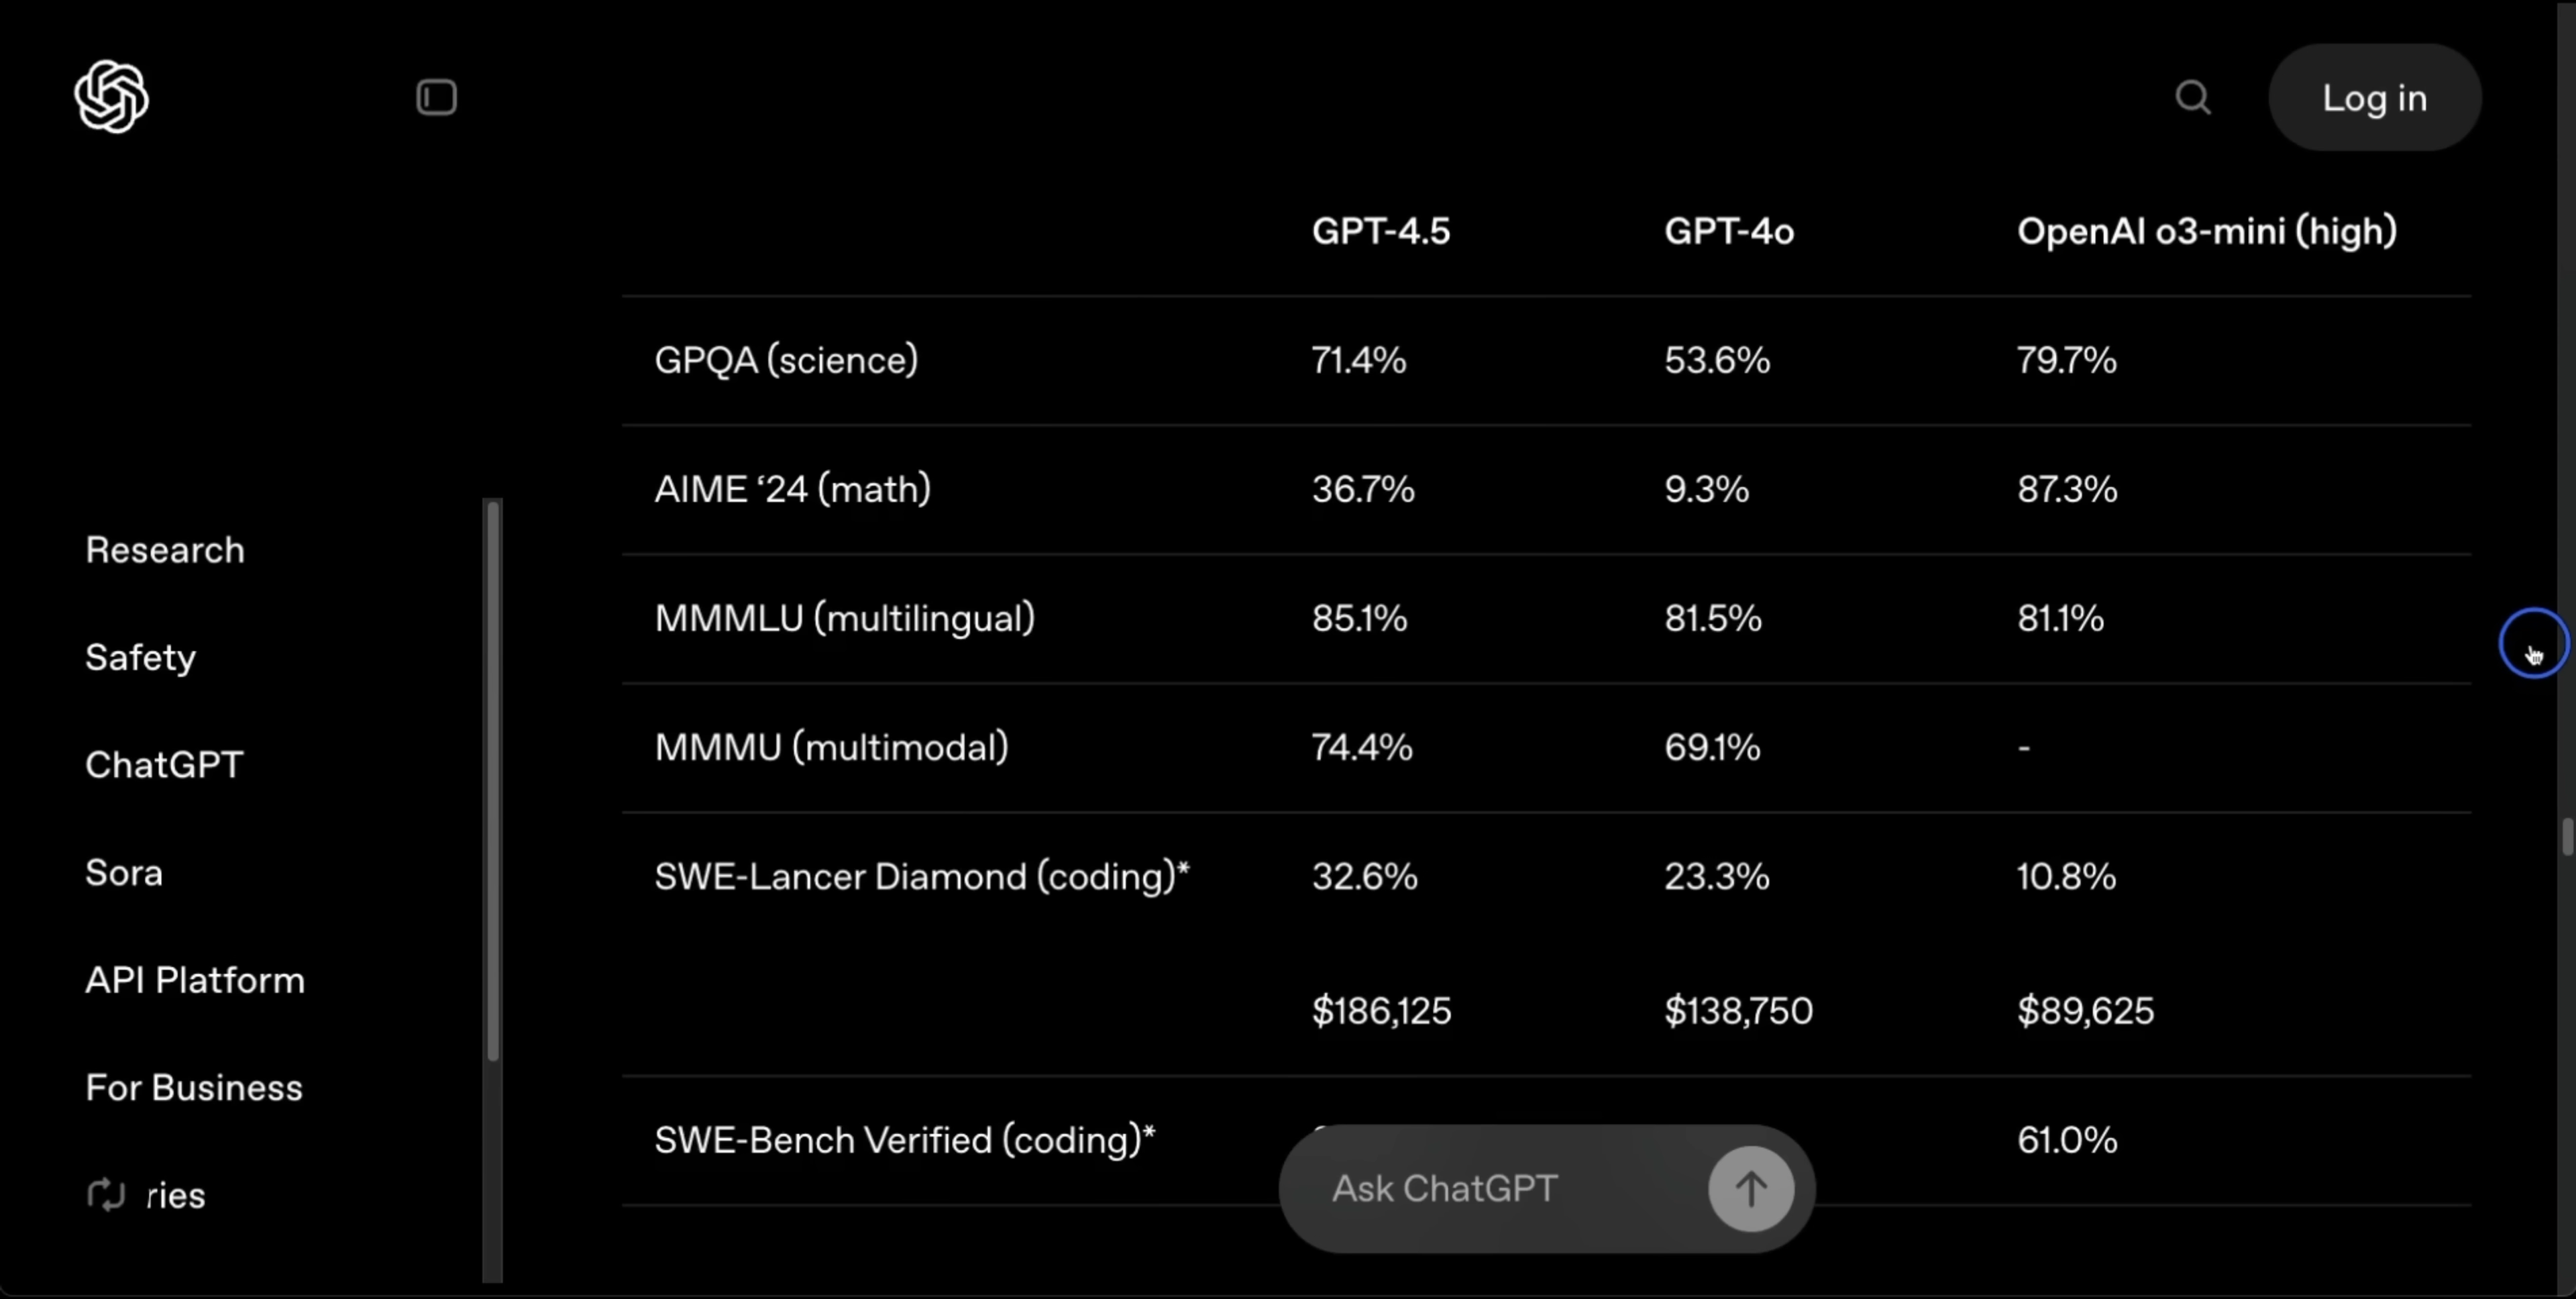 Log in
GPT-4.5 GPT-4o OpenAI o3-mini (high)
GPQA (science) 71.4% 53.6% 79.7%
AIME ‘24 (math) 36.7% 9.3% 87.3%
MMMLU (multilingual) 85.1% 81.5% 81.1%
MMMU (multimodal) 74.4% 69.1% -
SWE-Lancer Diamond (coding)* 32.6% 23.3% 10.8%
$186,125 $138,750 $89,625
SWE-Bench Verified (coding)* 61.0%
Research
Safety
ChatGPT
Sora
API Platform
For Business
ries
Ask ChatGPT